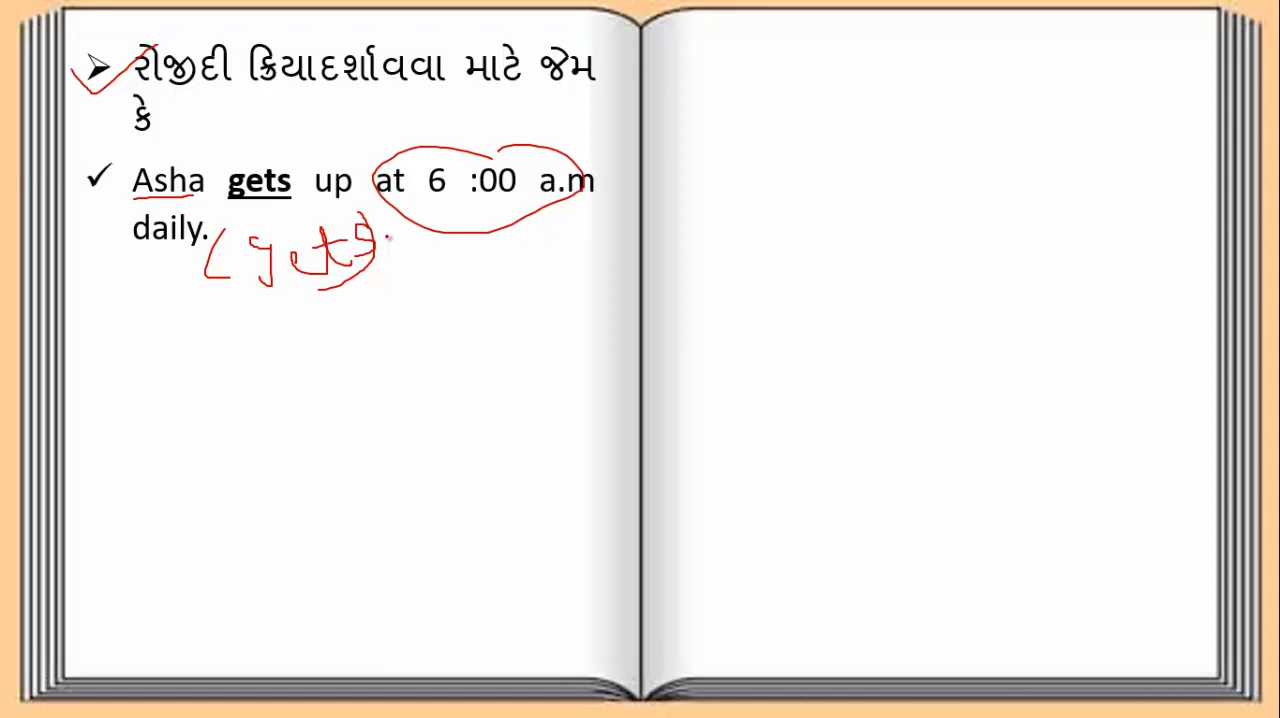 રોજીદી ક્રિયાદર્શાવવા માટે જેમ
કે
Asha gets up at 6 :00 a.m
daily.
(gets)